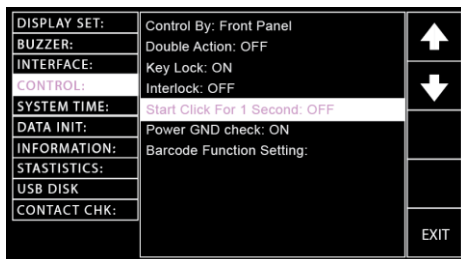 DISPLAY SET:
BUZZER:
INTERFACE:
CONTROL:
SYSTEM TIME:
DATA INIT:
INFORMATION:
STASTISTICS:
USB DISK
CONTACT CHK:
Control By: Front Panel
Double Action: OFF
Key Lock: ON
Interlock: OFF
Start Click For 1 Second: OFF
Power GND check: ON
Barcode Function Setting:
EXIT